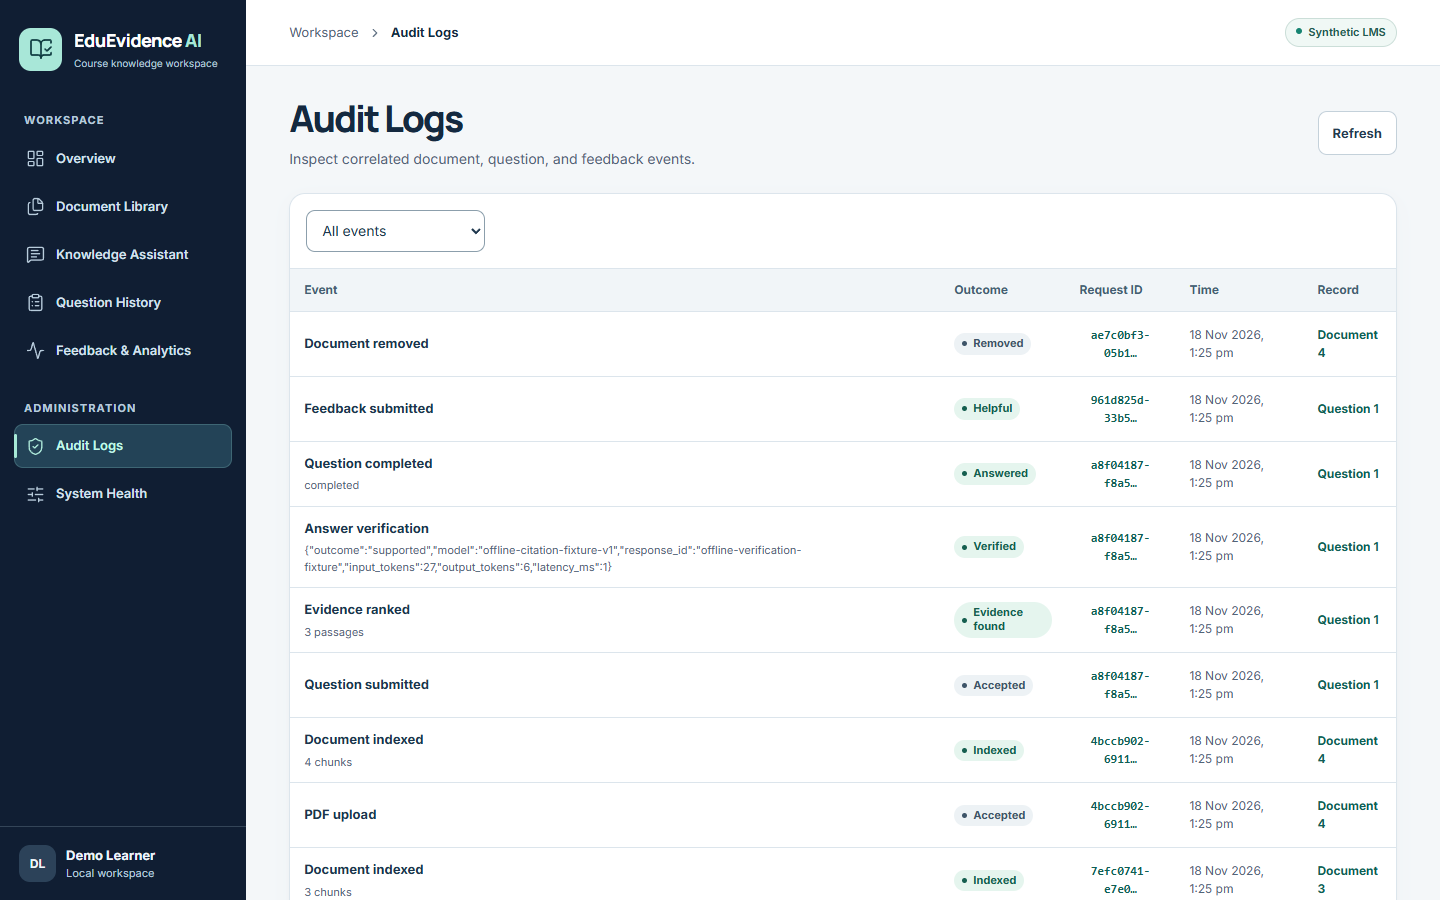 EduEvidence AI
Course knowledge workspace
WORKSPACE
Overview
Document Library
Knowledge Assistant
Question History
Feedback & Analytics
ADMINISTRATION
Audit Logs
System Health
DL
Demo Learner
Local workspace
Workspace > Audit Logs
Synthetic LMS
Audit Logs
Inspect correlated document, question, and feedback events.
Refresh
All events
Event Outcome Request ID Time Record
Document removed Removed ae7c0bf3-05b1… 18 Nov 2026, 1:25 pm Document 4
Feedback submitted Helpful 961d825d-33b5… 18 Nov 2026, 1:25 pm Question 1
Question completed
completed
Answered a8f04187-f8a5… 18 Nov 2026, 1:25 pm Question 1
Answer verification
{"outcome":"supported","model":"offline-citation-fixture-v1","response_id":"offline-verification-
fixture","input_tokens":27,"output_tokens":6,"latency_ms":1}
Verified a8f04187-f8a5… 18 Nov 2026, 1:25 pm Question 1
Evidence ranked
3 passages
Evidence found a8f04187-f8a5… 18 Nov 2026, 1:25 pm Question 1
Question submitted Accepted a8f04187-f8a5… 18 Nov 2026, 1:25 pm Question 1
Document indexed
4 chunks
Indexed 4bccb902-6911… 18 Nov 2026, 1:25 pm Document 4
PDF upload Accepted 4bccb902-6911… 18 Nov 2026, 1:25 pm Document 4
Document indexed
3 chunks
Indexed 7efc0741-e7e0… 18 Nov 2026, 1:25 pm Document 3